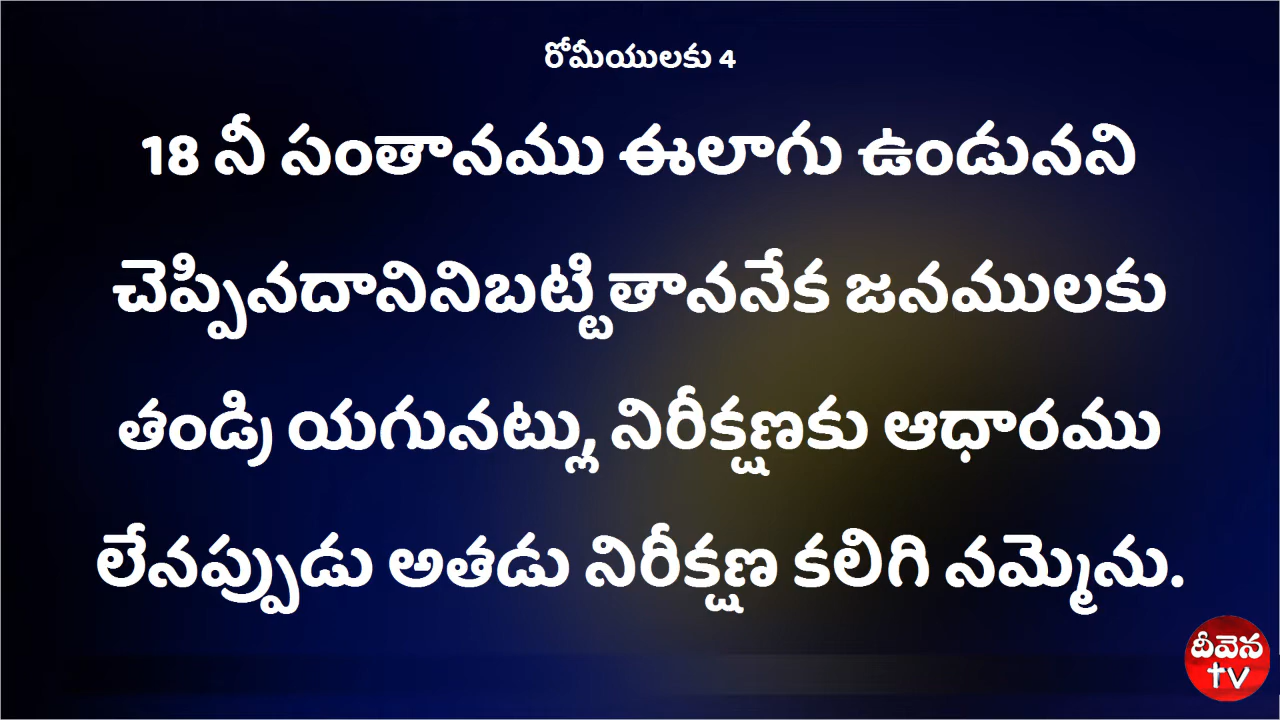 రోమీయులకు 4
18 నీ సంతానము ఈలాగు ఉండునని
చెప్పినదానినిబట్టితాననేక జనములకు
తండ్రి యగునట్లు, నిరీక్షణకు ఆధారము
లేనప్పుడు అతడు నిరీక్షణ కలిగి నమ్మెను.
దీవెన
tv